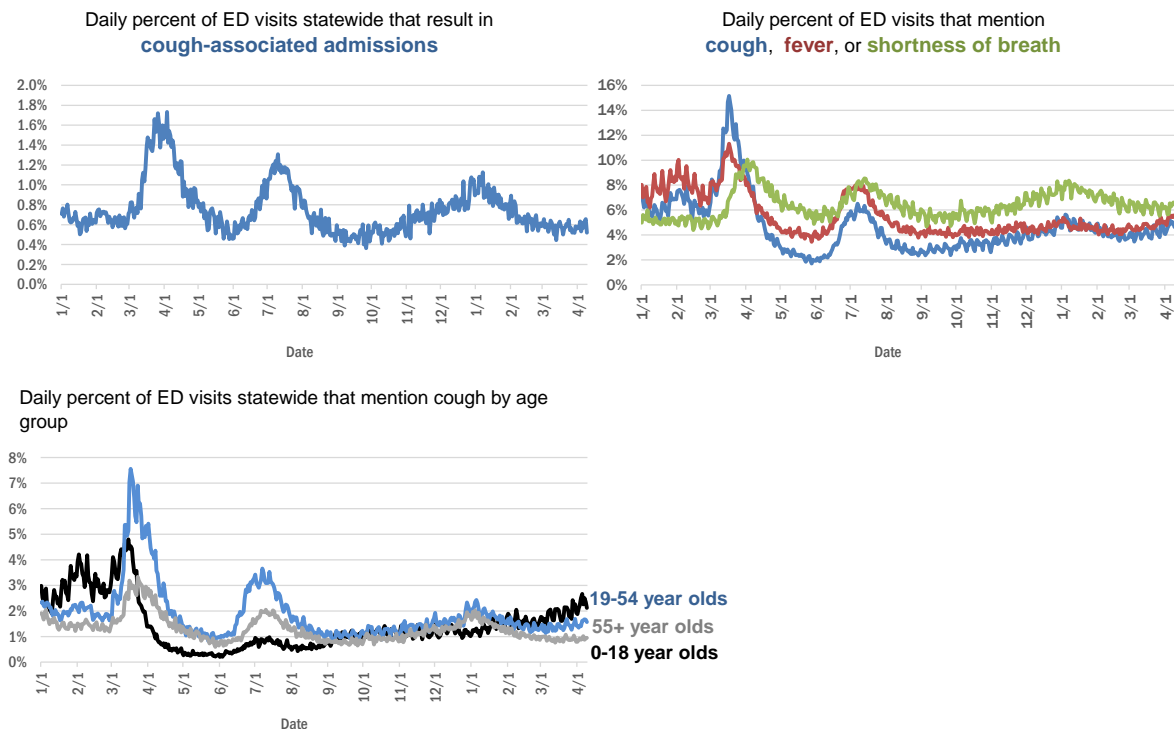 Daily percent of ED visits statewide that result in
cough-associated admissions
2.0%
1.8%
1.6%
1.4%
1.2%
1.0%
0.8%
0.6%
0.4%
0.2%
0.0%
1/1 2/1 3/1 4/1 5/1 6/1 7/1 8/1 9/1 10/1 11/1 12/1 1/1 2/1 3/1 4/1
Date
Daily percent of ED visits that mention
cough, fever, or shortness of breath
16%
14%
12%
10%
8%
6%
4%
2%
0%
1/1 2/1 3/1 4/1 5/1 6/1 7/1 8/1 9/1 10/1 11/1 12/1 1/1 2/1 3/1 4/1
Date
Daily percent of ED visits statewide that mention cough by age
group
8%
7%
6%
5%
4%
3%
2%
1%
0%
1/1 2/1 3/1 4/1 5/1 6/1 7/1 8/1 9/1 10/1 11/1 12/1 1/1 2/1 3/1 4/1
Date
19-54 year olds
55+ year olds
0-18 year olds